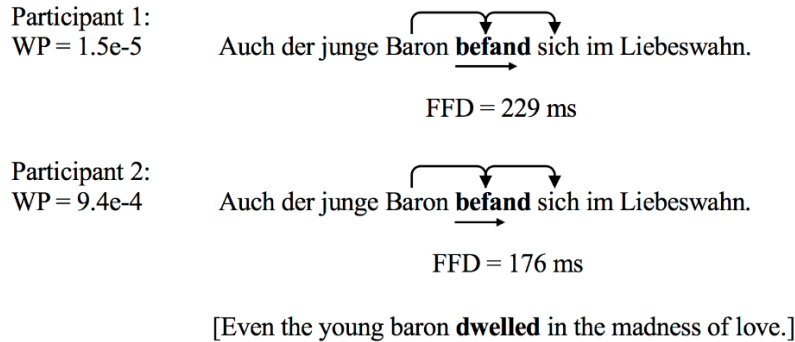 Participant 1:
WP = 1.5e-5 Auch der junge Baron befand sich im Liebeswahn.
FFD = 229 ms
Participant 2:
WP = 9.4e-4 Auch der junge Baron befand sich im Liebeswahn.
FFD = 176 ms
[Even the young baron dwelled in the madness of love.]